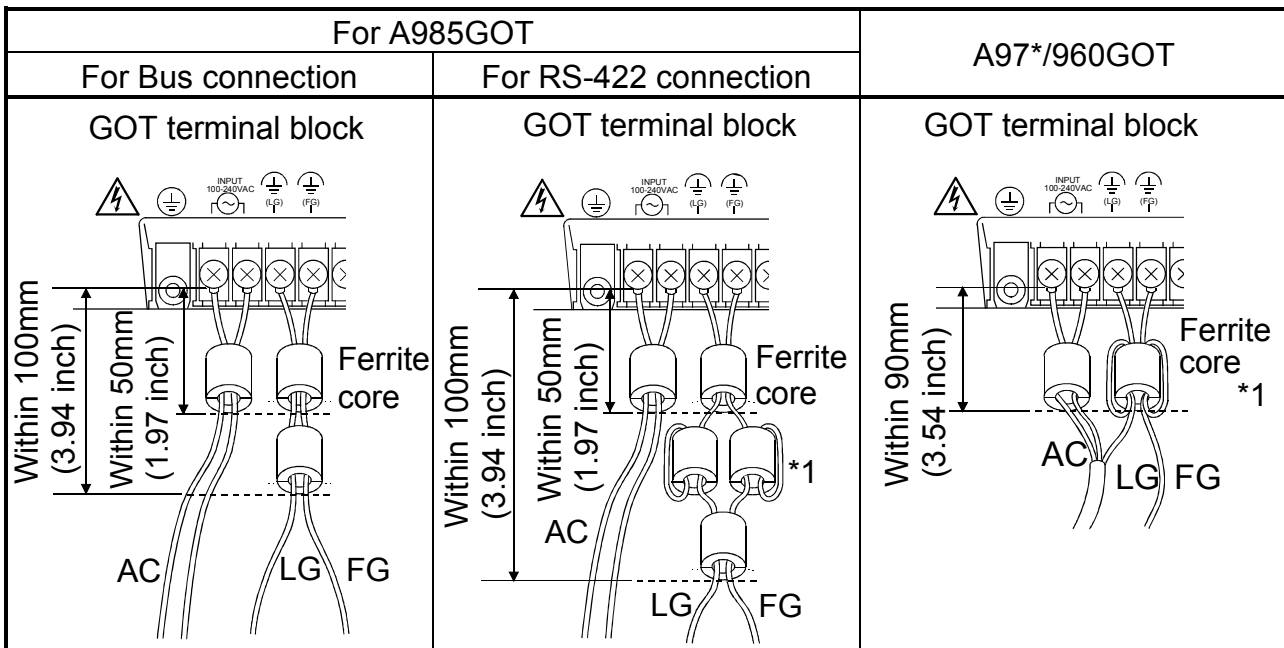 For A985GOT
A97*/960GOT
For Bus connection
For RS-422 connection
GOT terminal block
INPUT
100-240VAC
(LG)
(FG)
Within 100mm
(3.94 inch)
Within 50mm
(1.97 inch)
Ferrite
core
AC
LG
FG
GOT terminal block
INPUT
100-240VAC
(LG)
(FG)
Within 100mm
(3.94 inch)
Within 50mm
(1.97 inch)
Ferrite
core
*1
AC
LG
FG
GOT terminal block
INPUT
100-240VAC
(LG)
(FG)
Within 90mm
(3.54 inch)
Ferrite
core
*1
AC
LG
FG